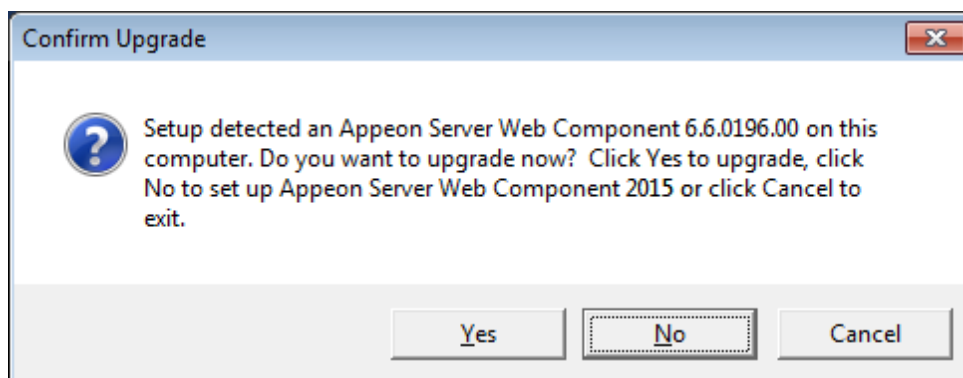 Confirm Upgrade
Setup detected an Appeon Server Web Component 6.6.0196.00 on this
computer. Do you want to upgrade now?  Click Yes to upgrade, click
No to set up Appeon Server Web Component 2015 or click Cancel to
exit.
Yes No Cancel